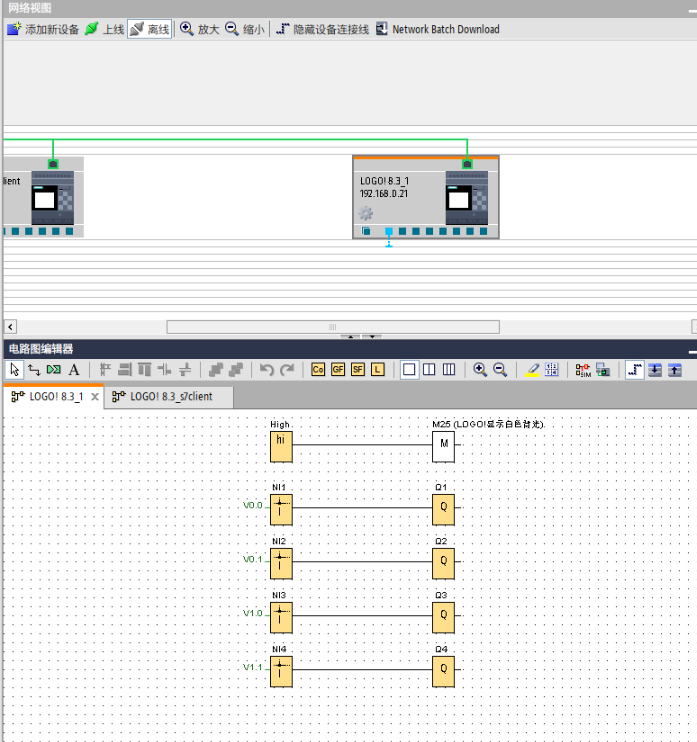 网络视图
添加新设备 上线 离线 放大 缩小 隐藏设备连接线 Network Batch Download
lient
LOGO! 8.3_1
192.168.0.21
电路图编辑器
A Co GF SF L
LOGO! 8.3_1 LOGO! 8.3_s7client
High
M25 (LOGO!显示白色背光).
hi
M
NI1
Q1
V0.0
Q
NI2
Q2
V0.1
Q
NI3
Q3
V1.0
Q
NI4
Q4
V1.1
Q